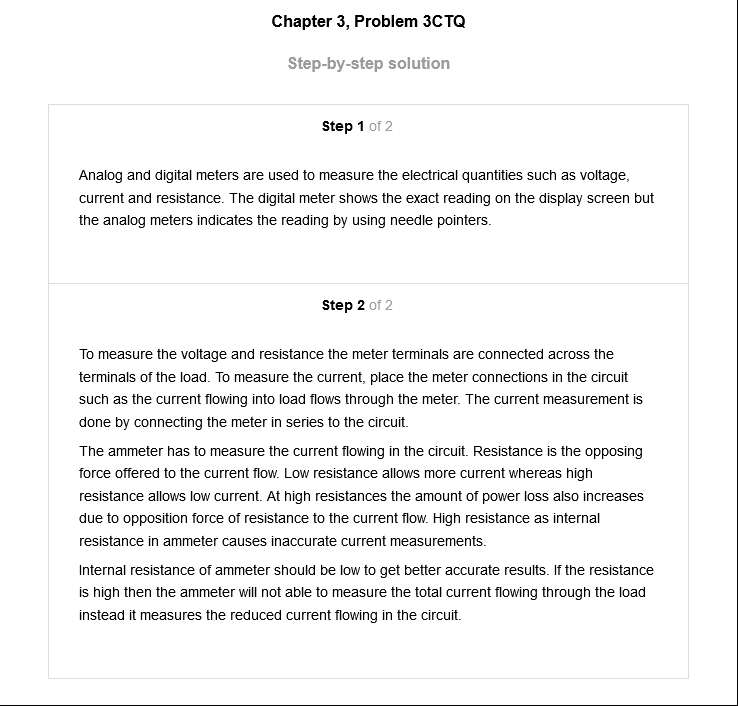 Chapter 3, Problem 3CTQ
Step-by-step solution
Step 1 of 2
Analog and digital meters are used to measure the electrical quantities such as voltage,
current and resistance. The digital meter shows the exact reading on the display screen but
the analog meters indicates the reading by using needle pointers.
Step 2 of 2
To measure the voltage and resistance the meter terminals are connected across the
terminals of the load. To measure the current, place the meter connections in the circuit
such as the current flowing into load flows through the meter. The current measurement is
done by connecting the meter in series to the circuit.
The ammeter has to measure the current flowing in the circuit. Resistance is the opposing
force offered to the current flow. Low resistance allows more current whereas high
resistance allows low current. At high resistances the amount of power loss also increases
due to opposition force of resistance to the current flow. High resistance as internal
resistance in ammeter causes inaccurate current measurements.
Internal resistance of ammeter should be low to get better accurate results. If the resistance
is high then the ammeter will not able to measure the total current flowing through the load
instead it measures the reduced current flowing in the circuit.